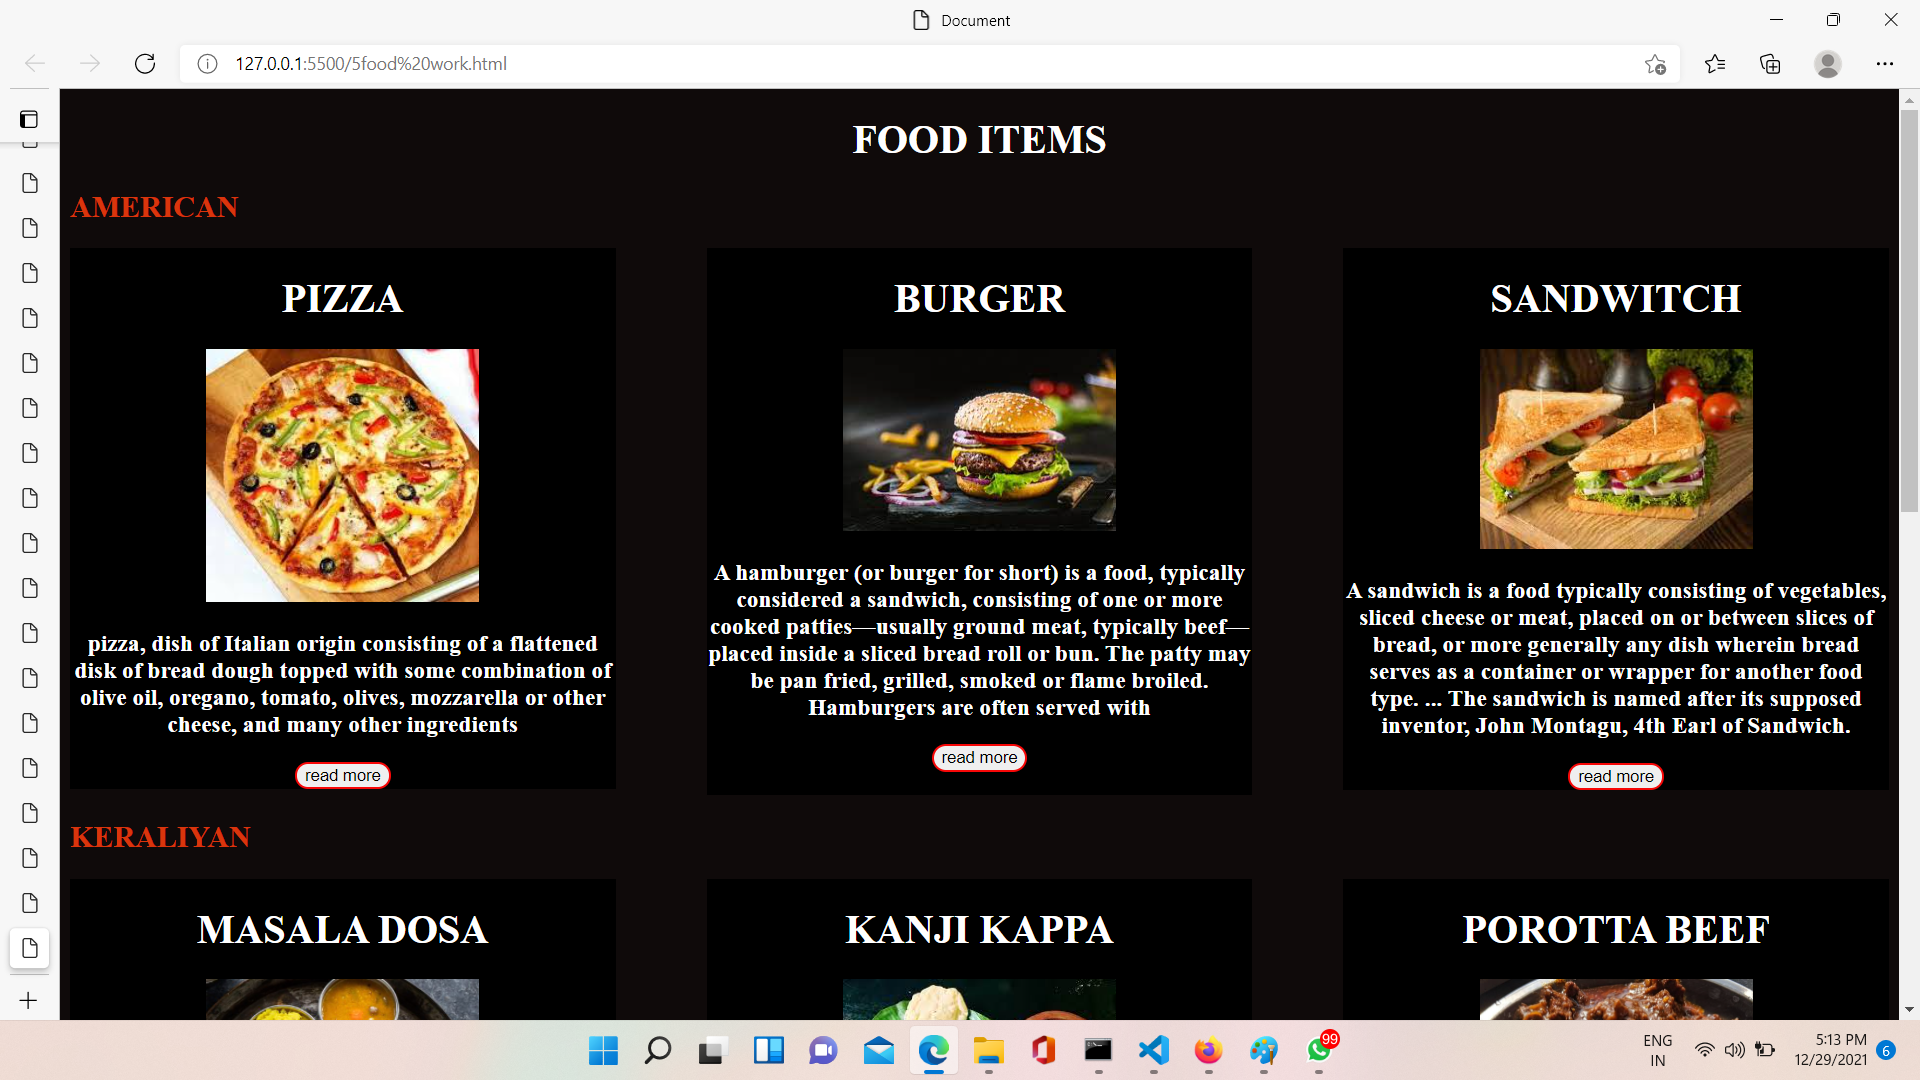 Document
127.0.0.1:5500/5food%20work.html
FOOD ITEMS
AMERICAN
PIZZA
pizza, dish of Italian origin consisting of a flattened
disk of bread dough topped with some combination of
olive oil, oregano, tomato, olives, mozzarella or other
cheese, and many other ingredients
read more
BURGER
A hamburger (or burger for short) is a food, typically
considered a sandwich, consisting of one or more
cooked patties—usually ground meat, typically beef—
placed inside a sliced bread roll or bun. The patty may
be pan fried, grilled, smoked or flame broiled.
Hamburgers are often served with
read more
SANDWITCH
A sandwich is a food typically consisting of vegetables,
sliced cheese or meat, placed on or between slices of
bread, or more generally any dish wherein bread
serves as a container or wrapper for another food
type. ... The sandwich is named after its supposed
inventor, John Montagu, 4th Earl of Sandwich.
read more
KERALIYAN
MASALA DOSA
KANJI KAPPA
POROTTA BEEF
99
ENG
IN
5:13 PM
12/29/2021
6